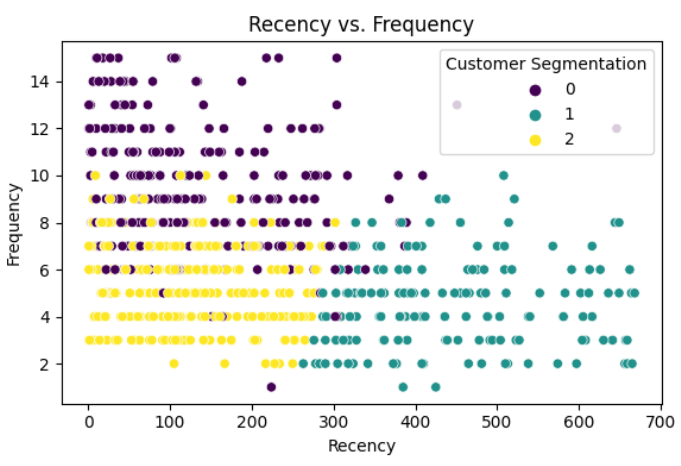 Recency vs. Frequency
Customer Segmentation
0
1
2
14
12
10
8
6
4
2
Frequency
0 100 200 300 400 500 600 700
Recency